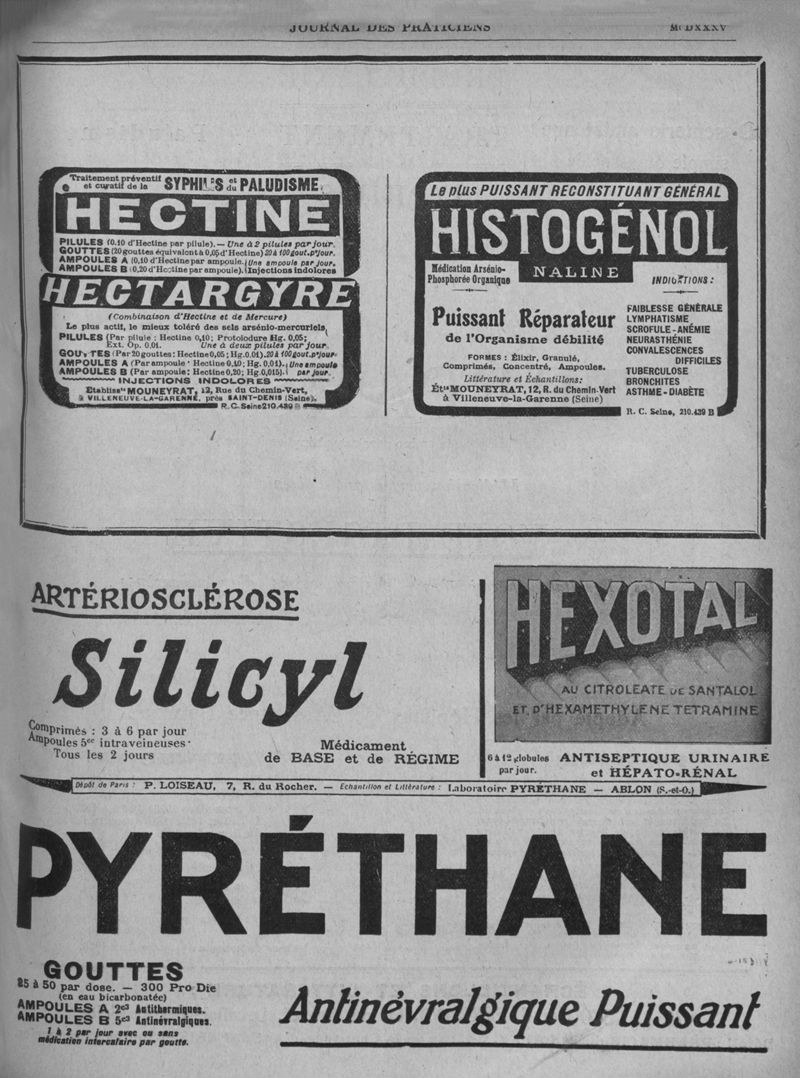 JOURNAL DES PRATICIENS
MCDXXXV
Traitement préventif
et curatif de la SYPHILIS et du PALUDISME
HECTINE
PILULES (0.10 d'Hectine par pilule). — Une à 2 pilules par jour.
GOUTTES (20 gouttes équivalent à 0,05 d'Hectine) 20 à 100 gout. p'jour.
AMPOULES A (0,10 d'Hectine par ampoule. (Une ampoule par jour.
AMPOULES B (0,20 d'Hectine par ampoule). (Injections indolores
HECTARGYRE
(Combinaison d'Hectine et de Mercure)
Le plus actif, le mieux toléré des sels arsénio-mercuriels,
PILULES (Par pilule : Hectine 0,10; Protoiodure Hg. 0,05;
Ext. Op. 0,01. Une à deux pilules par jour.
GOUTTES (Par 20 gouttes: Hectine 0,05; Hg. 0,01). 20 à 100 gout. p'jour.
AMPOULES A (Par ampoule · Hectine 0,10; Hg. 0,01). (Une ampoule
AMPOULES B (Par ampoule: Hectine 0,20; Hg. 0,015). ( par jour.
INJECTIONS INDOLORES
Etablissts MOUNEYRAT, 12, Rue du Chemin-Vert,
à VILLENEUVE-LA-GARENNE, près SAINT-DENIS (Seine).
R. C. Seine 210.439 B
Le plus PUISSANT RECONSTITUANT GÉNÉRAL
HISTOGÉNOL
Médication Arsénio-
Phosphorée Organique
NALINE
Puissant Réparateur
de l'Organisme débilité
FORMES : Élixir, Granulé,
Comprimés, Concentré, Ampoules.
Littérature et Échantillons:
Éts MOUNEYRAT, 12, R. du Chemin-Vert
à Villeneuve-la-Garenne (Seine)
INDICATIONS :
FAIBLESSE GÉNÉRALE
LYMPHATISME
SCROFULE - ANÉMIE
NEURASTHÉNIE
CONVALESCENCES
DIFFICILES
TUBERCULOSE
BRONCHITES
ASTHME - DIABÈTE
R. C. Seine, 210.439 B
ARTÉRIOSCLÉROSE
Silicyl
Comprimés : 3 à 6 par jour
Ampoules 5cc intraveineuses
Tous les 2 jours
Médicament
de BASE et de RÉGIME
HEXOTAL
AU CITROLEATE DE SANTALOL
ET D'HEXAMETHYLENE TETRAMINE
6 à 12 globules
par jour.
ANTISEPTIQUE URINAIRE
et HÉPATO-RÉNAL
Dépôt de Paris : P. LOISEAU, 7, R. du Rocher. — Echantillon et Littérature : Laboratoire PYRÉTHANE — ABLON (S.-et-O.)
PYRÉTHANE
GOUTTES
25 à 50 par dose. — 300 Pro Die
(en eau bicarbonatée)
AMPOULES A 2c3 Antithermiques.
AMPOULES B 5c3 Antinévralgiques.
1 à 2 par jour avec ou sans
médication intercalaire par goutte.
Antinévralgique Puissant